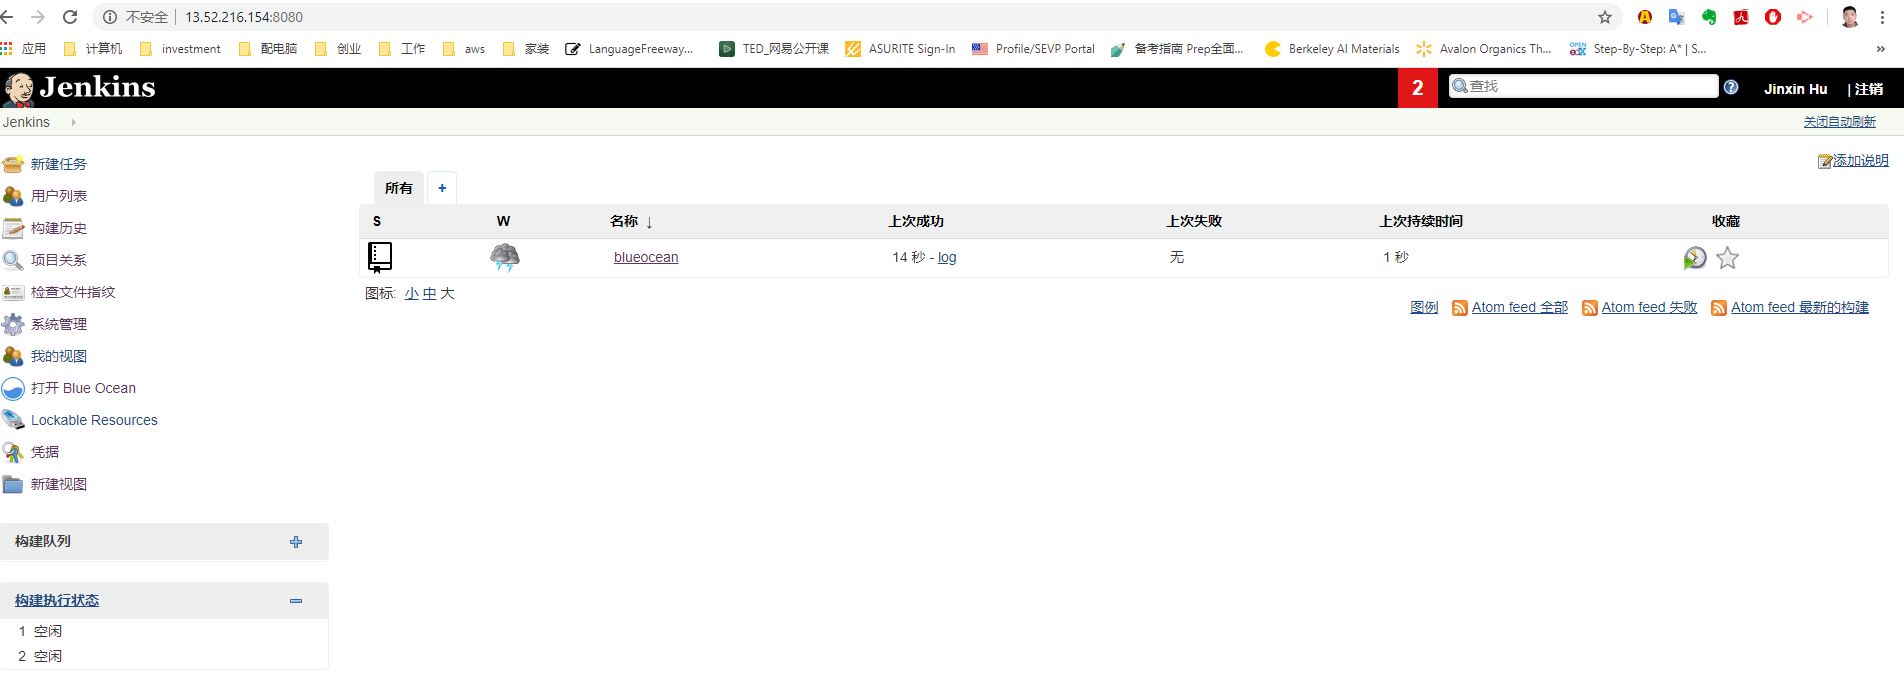 不安全 | 13.52.216.154:8080
应用 计算机 investment 配电脑 创业 工作 aws 家装 LanguageFreeway... TED_网易公开课 ASURITE Sign-In Profile/SEVP Portal 备考指南 Prep全面... Berkeley AI Materials Avalon Organics Th... Step-By-Step: A* | S... »
Jenkins 2 查找 Jinxin Hu | 注销
Jenkins 关闭自动刷新
添加说明
新建任务
用户列表
构建历史
项目关系
检查文件指纹
系统管理
我的视图
打开 Blue Ocean
Lockable Resources
凭据
新建视图
构建队列
构建执行状态
1 空闲
2 空闲
所有 +
S W 名称 ↓ 上次成功 上次失败 上次持续时间 收藏
blueocean 14 秒 - log 无 1 秒
图标: 小 中 大
图例 Atom feed 全部 Atom feed 失败 Atom feed 最新的构建